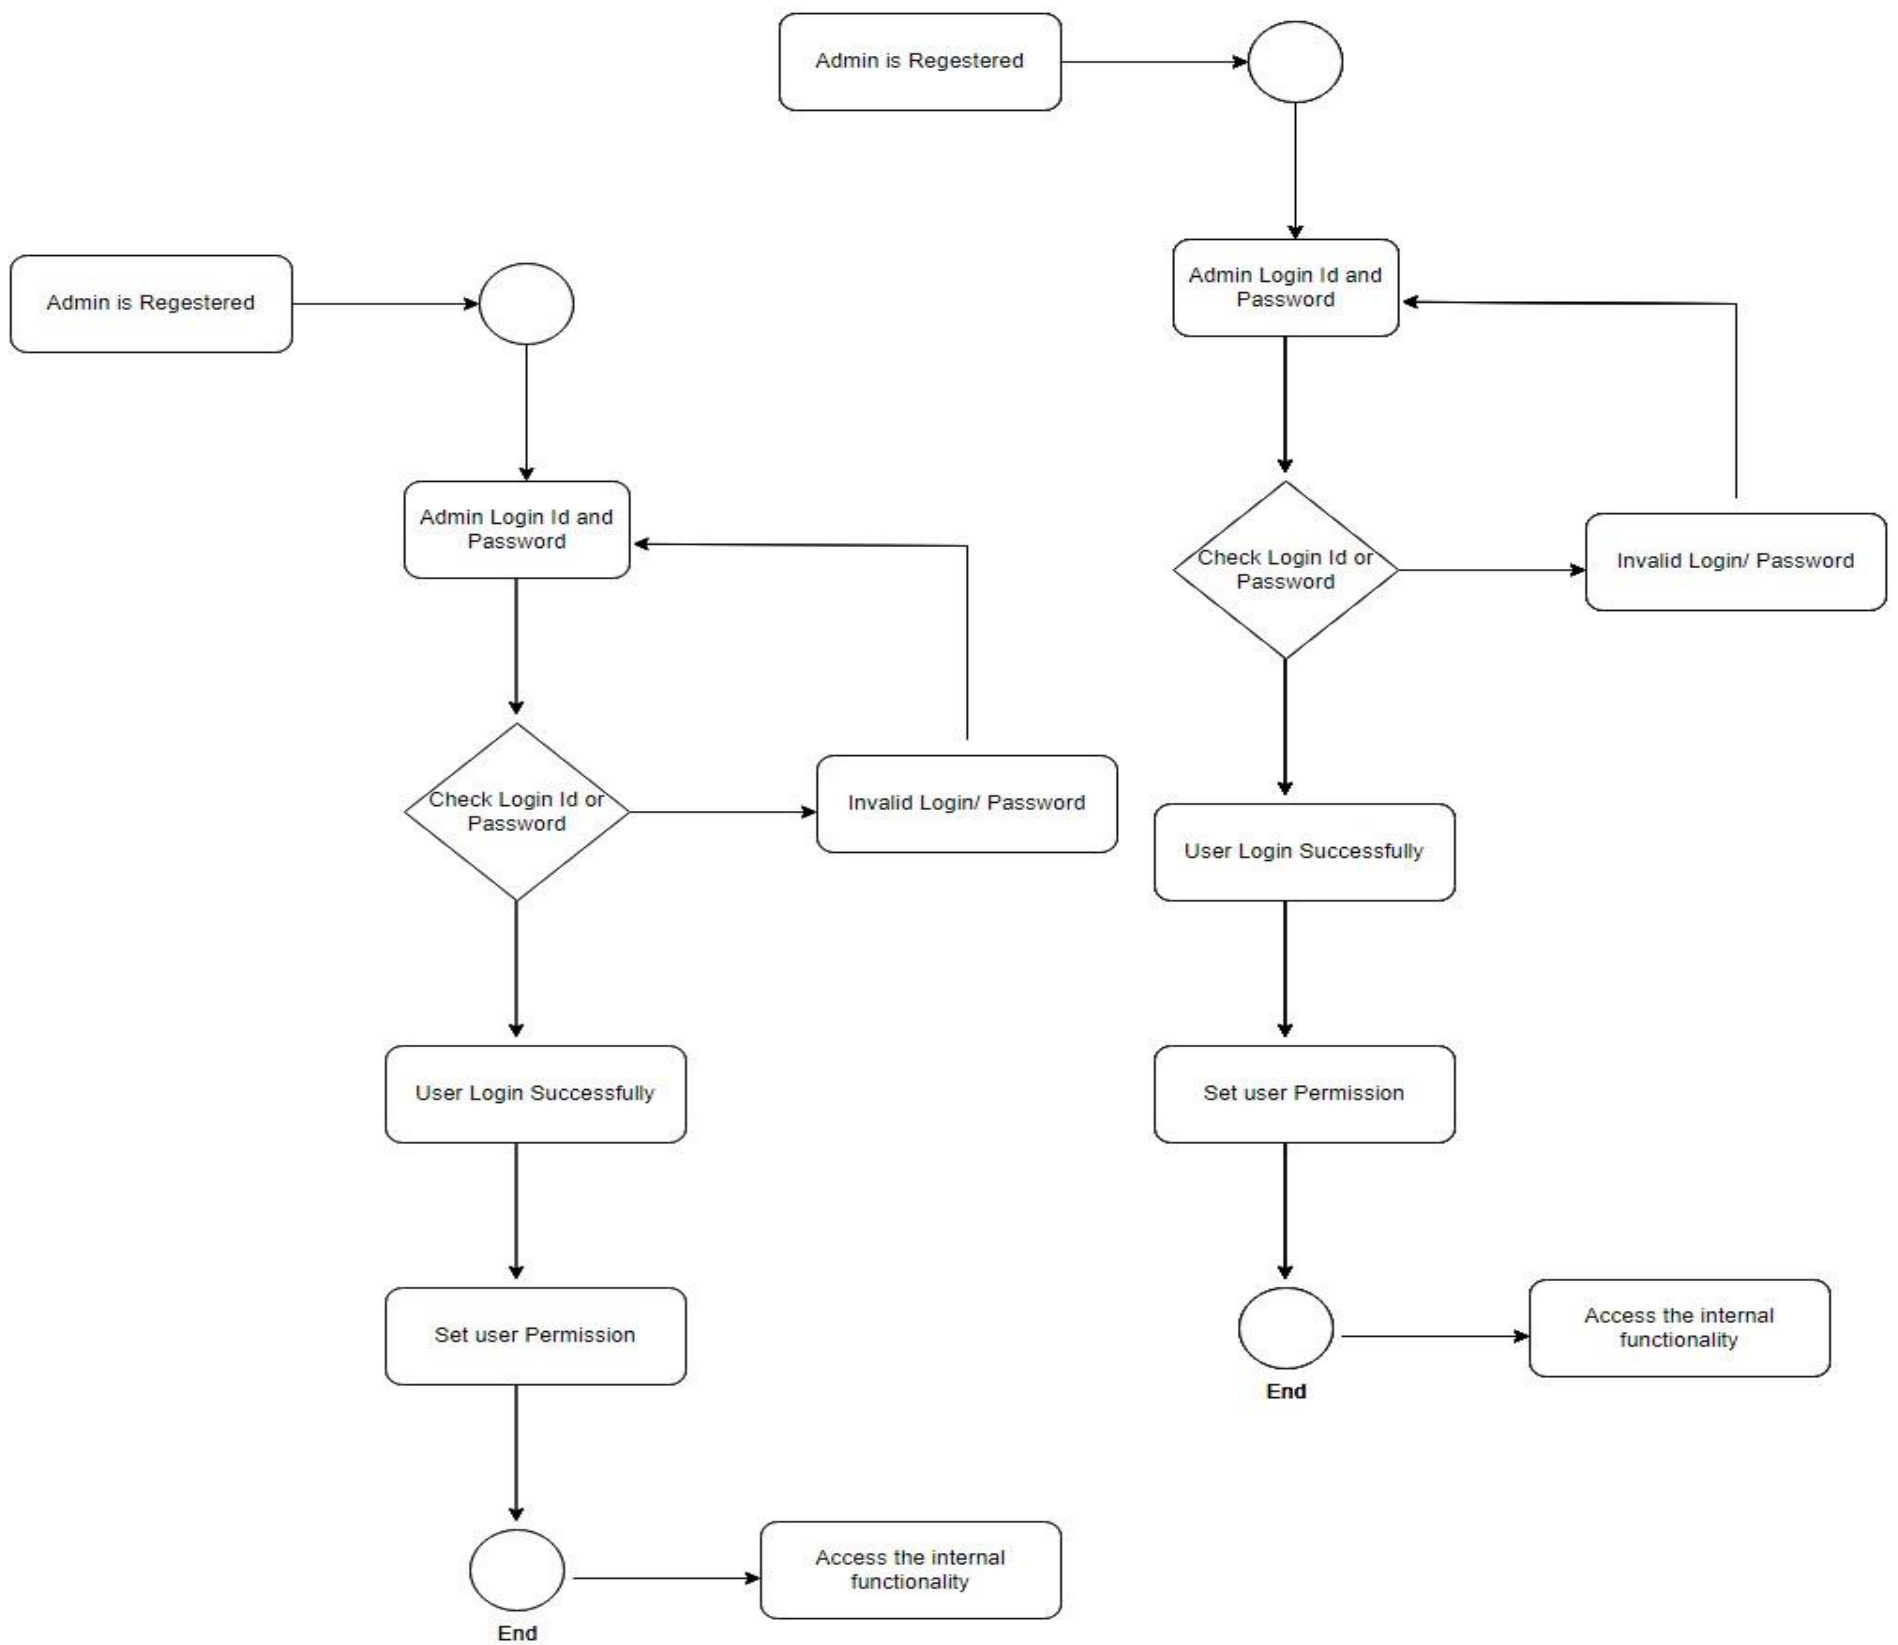 Admin is Regestered
Admin Login Id and
Password
Check Login Id or
Password
Invalid Login/ Password
User Login Successfully
Set user Permission
End
Access the internal
functionality
Admin is Regestered
Admin Login Id and
Password
Check Login Id or
Password
Invalid Login/ Password
User Login Successfully
Set user Permission
End
Access the internal
functionality